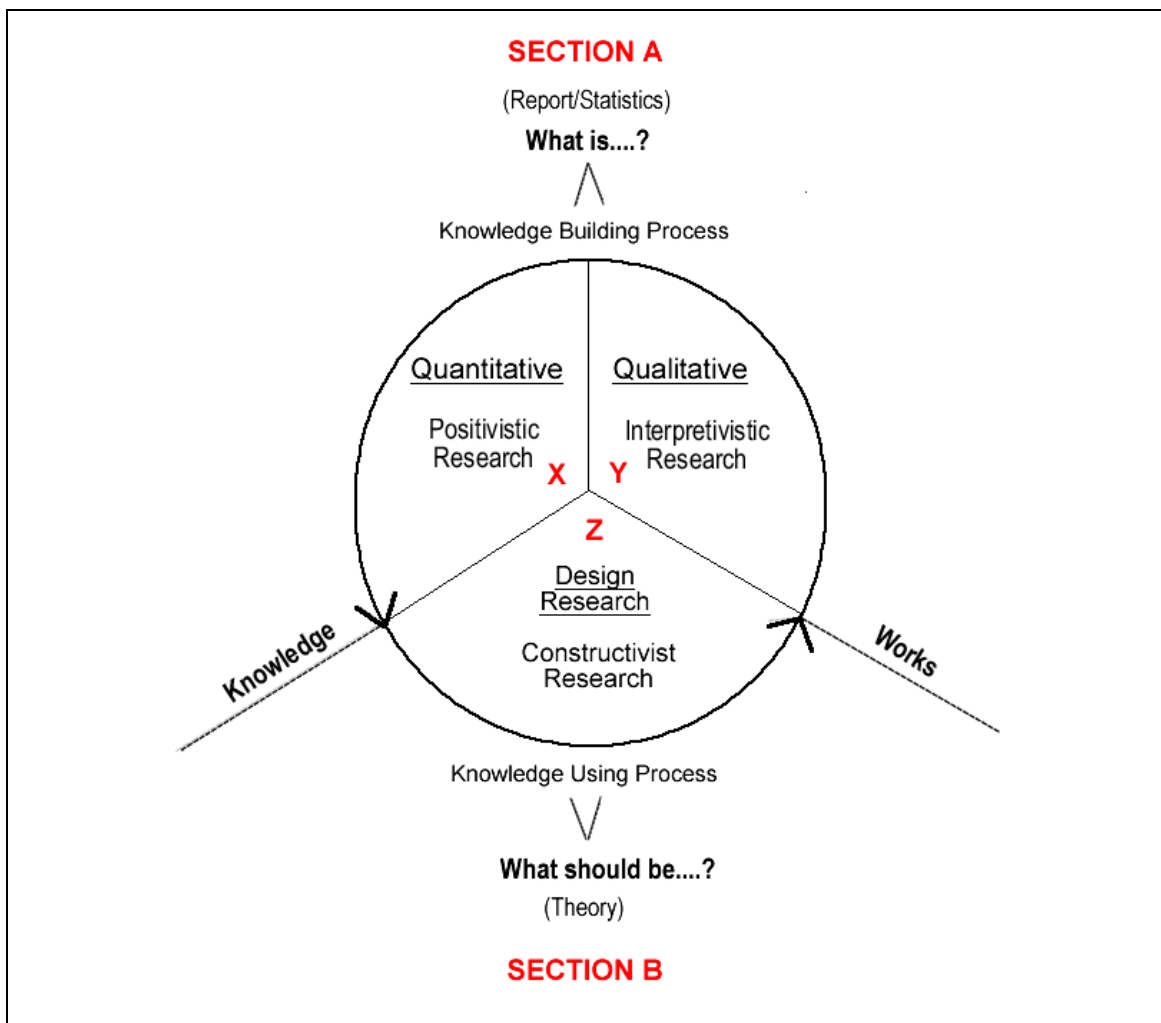 SECTION A
(Report/Statistics)
What is....?
Knowledge Building Process
Quantitative
Positivistic
Research
X
Qualitative
Interpretivistic
Research
Y
Z
Design
Research
Constructivist
Research
Knowledge
Works
Knowledge Using Process
What should be....?
(Theory)
SECTION B